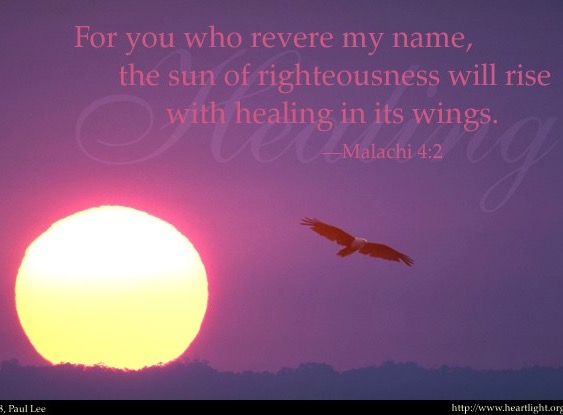 For you who revere my name,
the sun of righteousness will rise
with healing in its wings.
—Malachi 4:2
Healing
8, Paul Lee
http://www.heartlight.org